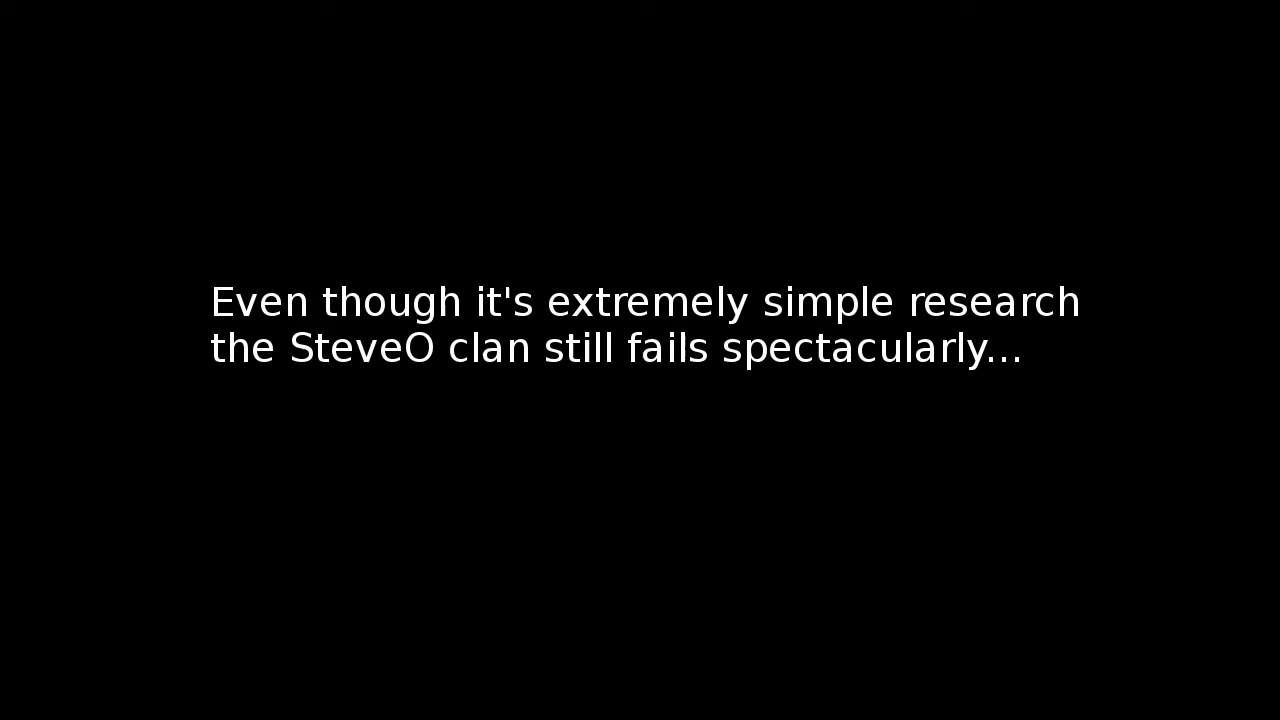 Even though it's extremely simple research
the SteveO clan still fails spectacularly...